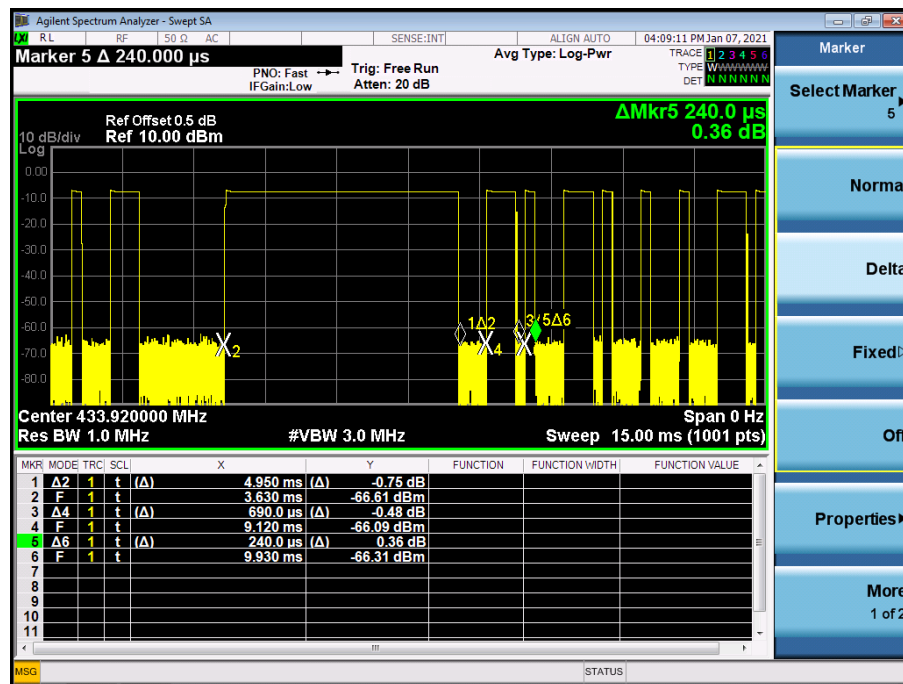 Agilent Spectrum Analyzer - Swept SA
LXI RL RF 50 Ω AC SENSE:INT ALIGN AUTO 04:09:11 PM Jan 07, 2021
Marker 5 Δ 240.000 µs
PNO: Fast
IFGain:Low
Trig: Free Run
Atten: 20 dB
Avg Type: Log-Pwr
TRACE 1 2 3 4 5 6
TYPE WWWWWWW
DET N N N N N N
Marker
Select Marker
5
Norma
Delta
Fixed
Off
Properties
More
1 of 2
ΔMkr5 240.0 µs
0.36 dB
Ref Offset 0.5 dB
10 dB/div Ref 10.00 dBm
Log
0.00
-10.0
-20.0
-30.0
-40.0
-50.0
-60.0
-70.0
-80.0
2
1Δ2
4
3
5Δ6
Center 433.920000 MHz Span 0 Hz
Res BW 1.0 MHz #VBW 3.0 MHz Sweep 15.00 ms (1001 pts)
MKR MODE TRC SCL X Y FUNCTION FUNCTION WIDTH FUNCTION VALUE
1 Δ2 1 t (Δ) 4.950 ms (Δ) -0.75 dB
2 F 1 t 3.630 ms -66.61 dBm
3 Δ4 1 t (Δ) 690.0 µs (Δ) -0.48 dB
4 F 1 t 9.120 ms -66.09 dBm
5 Δ6 1 t (Δ) 240.0 µs (Δ) 0.36 dB
6 F 1 t 9.930 ms -66.31 dBm
7
8
9
10
11
MSG STATUS